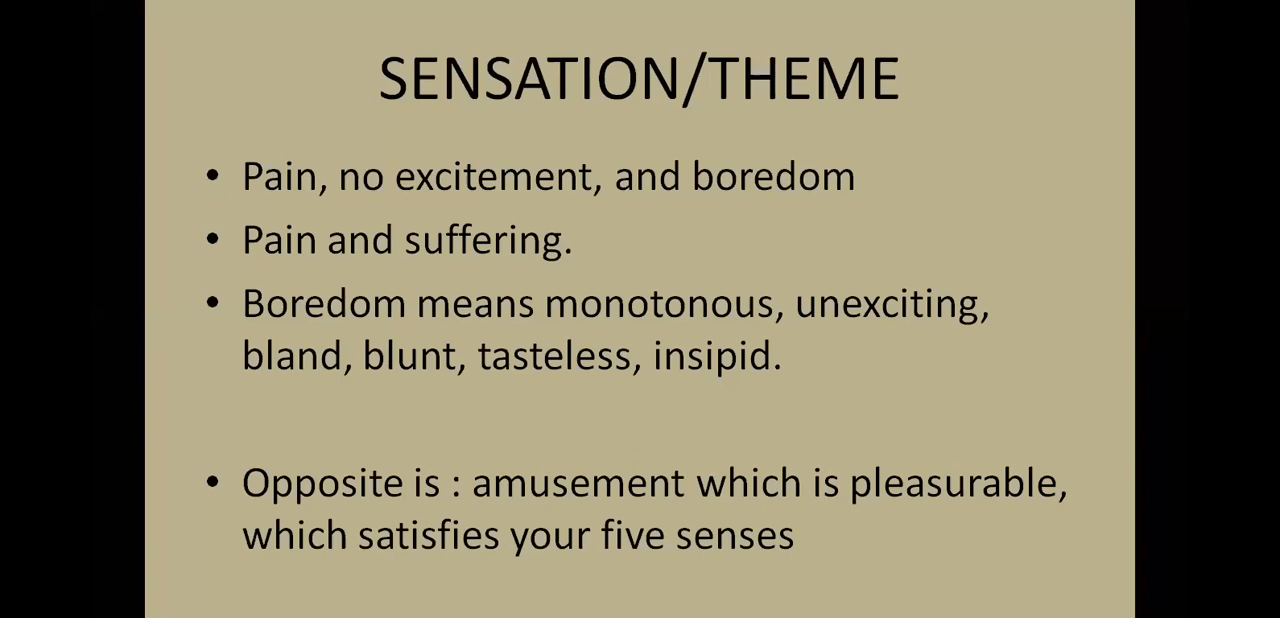 SENSATION/THEME
• Pain, no excitement, and boredom
• Pain and suffering.
• Boredom means monotonous, unexciting,
bland, blunt, tasteless, insipid.
• Opposite is : amusement which is pleasurable,
which satisfies your five senses